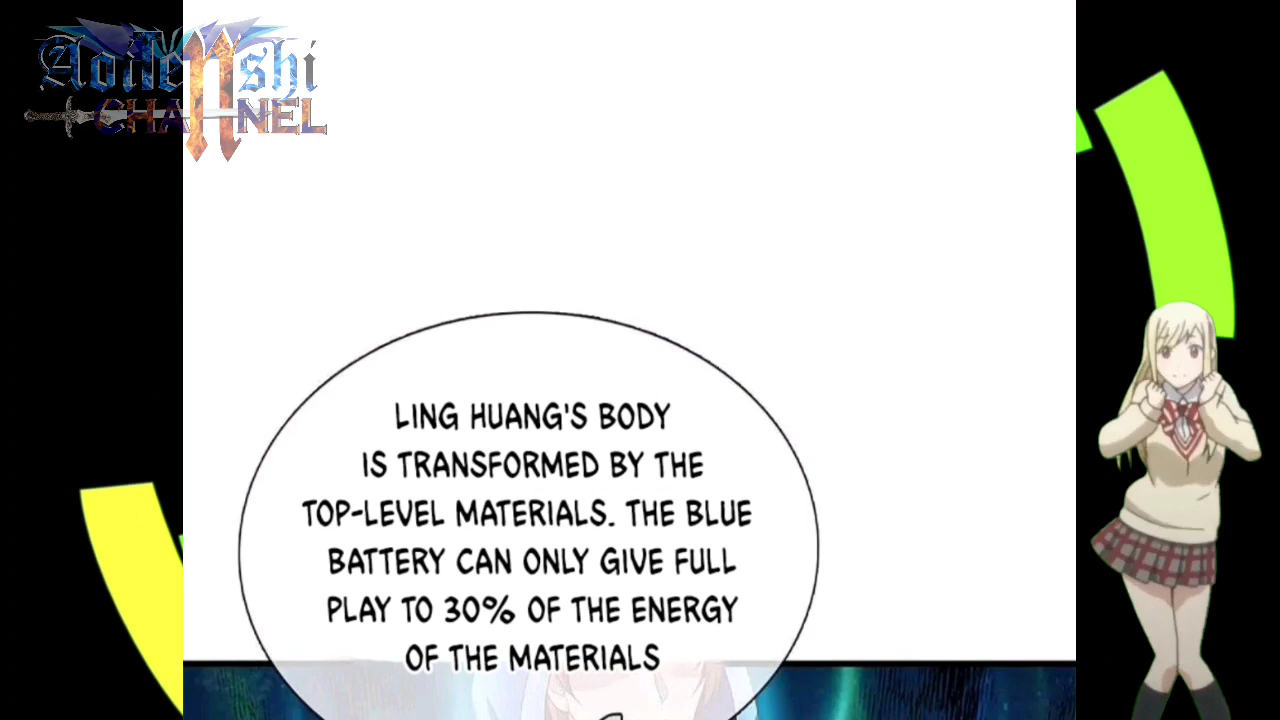 Aoilenshi
CHANNEL
LING HUANG'S BODY
IS TRANSFORMED BY THE
TOP-LEVEL MATERIALS. THE BLUE
BATTERY CAN ONLY GIVE FULL
PLAY TO 30% OF THE ENERGY
OF THE MATERIALS